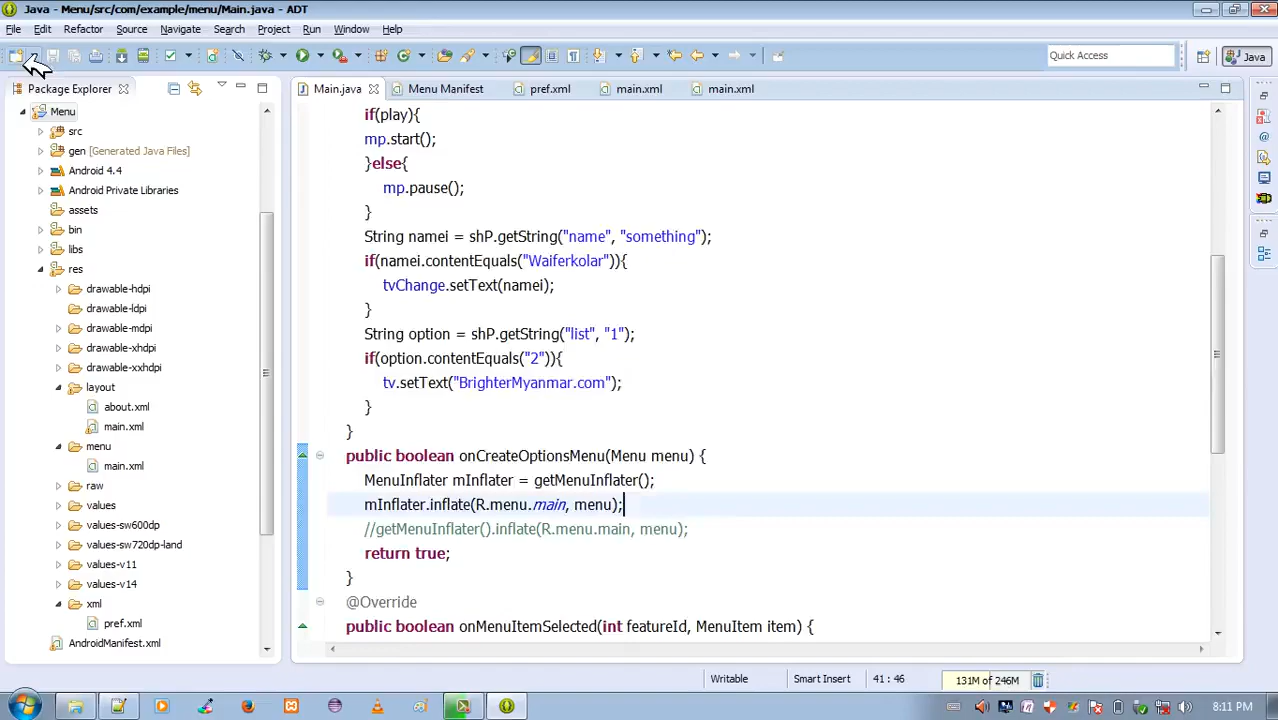 Java - Menu/src/com/example/menu/Main.java - ADT
File Edit Refactor Source Navigate Search Project Run Window Help
Quick Access
Java
Package Explorer
Main.java
Menu Manifest
pref.xml
main.xml
main.xml
Menu
src
gen [Generated Java Files]
Android 4.4
Android Private Libraries
assets
bin
libs
res
drawable-hdpi
drawable-ldpi
drawable-mdpi
drawable-xhdpi
drawable-xxhdpi
layout
about.xml
main.xml
menu
main.xml
raw
values
values-sw600dp
values-sw720dp-land
values-v11
values-v14
xml
pref.xml
AndroidManifest.xml
if(play){
mp.start();
}else{
mp.pause();
}
String namei = shP.getString("name", "something");
if(namei.contentEquals("Waiferkolar")){
tvChange.setText(namei);
}
String option = shP.getString("list", "1");
if(option.contentEquals("2")){
tv.setText("BrighterMyanmar.com");
}
}
public boolean onCreateOptionsMenu(Menu menu) {
MenuInflater mInflater = getMenuInflater();
mInflater.inflate(R.menu.main, menu);
//getMenuInflater().inflate(R.menu.main, menu);
return true;
}
@Override
public boolean onMenuItemSelected(int featureId, MenuItem item) {
Writable
Smart Insert
41 : 46
131M of 246M
8:11 PM